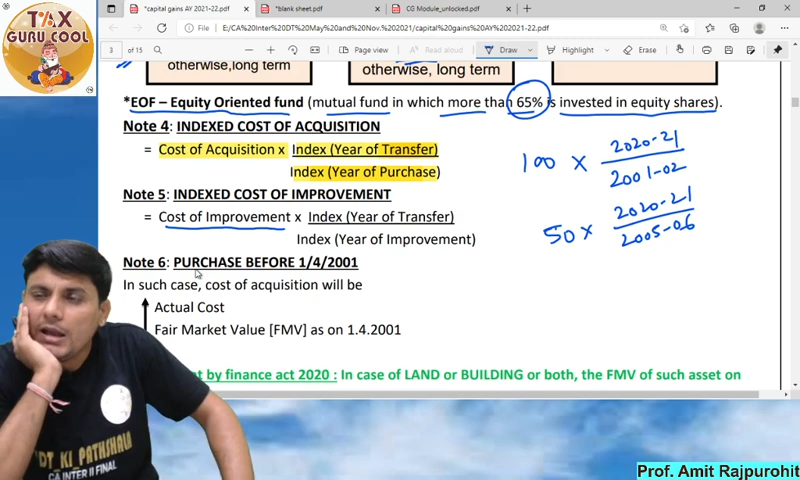 TAX
GURU COOL
*capital gains AY 2021-22.pdf
*blank sheet.pdf
CG Module_unlocked.pdf
E:/CA%20Inter%20DT%20May%20and%20Nov.%202021/capital%20gains%20AY%202021-22.pdf
3 of 15
Page view
Read aloud
Draw
Highlight
Erase
otherwise,long term
otherwise, long term
*EOF – Equity Oriented fund (mutual fund in which more than 65% is invested in equity shares).
Note 4: INDEXED COST OF ACQUISITION
= Cost of Acquisition x Index (Year of Transfer)
Index (Year of Purchase)
100 × 2020-21
2001-02
Note 5: INDEXED COST OF IMPROVEMENT
= Cost of Improvement x Index (Year of Transfer)
Index (Year of Improvement)
50 × 2020-21
2005-06
Note 6: PURCHASE BEFORE 1/4/2001
In such case, cost of acquisition will be
Actual Cost
Fair Market Value [FMV] as on 1.4.2001
t by finance act 2020 : In case of LAND or BUILDING or both, the FMV of such asset on
DT_KI_PATHSHALA
CA INTER II FINAL
Prof. Amit Rajpurohit